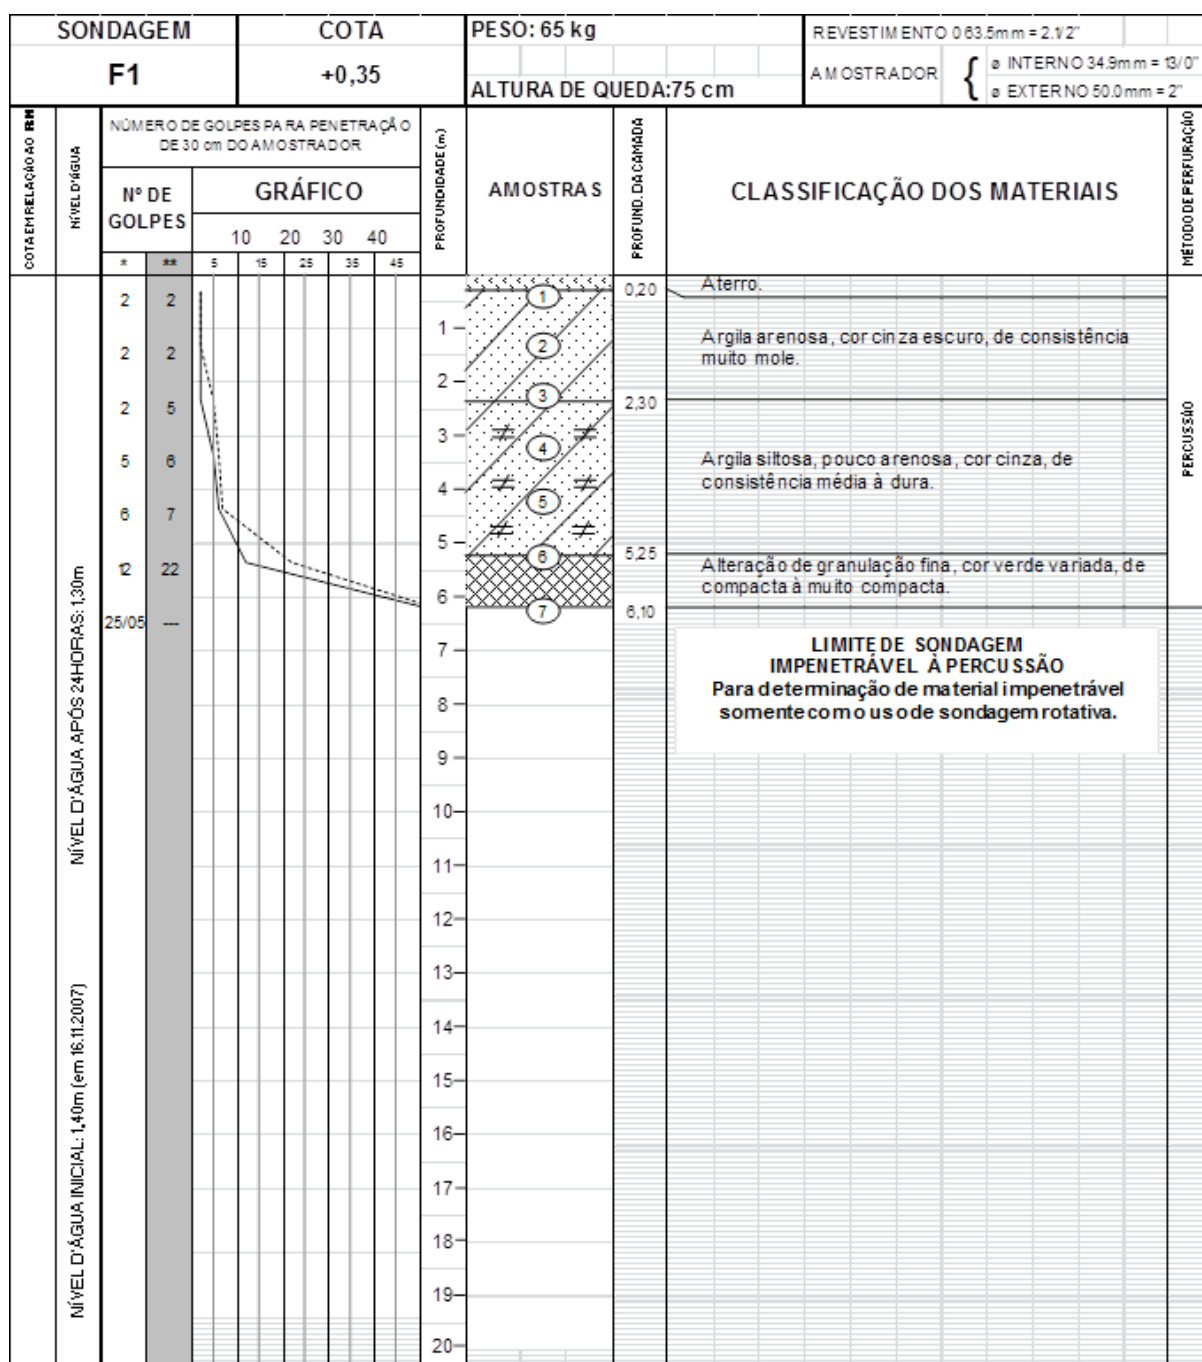 SONDAGEM
COTA
PESO: 65 kg
REVESTIMENTO 0 63.5mm = 2.1/2"
F1
+0,35
ALTURA DE QUEDA:75 cm
AMOSTRADOR
{
ø INTERNO 34.9mm = 13/0"
ø EXTERNO 50.0mm = 2"
COTA EM RELAÇÃO AO RN
NÍVEL D'ÁGUA
NÚMERO DE GOLPES PARA PENETRAÇÃO
DE 30 cm DO AMOSTRADOR
Nº DE
GOLPES
GRÁFICO
10 20 30 40
* ** 5 15 25 35 45
PROFUNDIDADE (m)
AMOSTRAS
PROFUND. DA CAMADA
CLASSIFICAÇÃO DOS MATERIAIS
MÉTODO DE PERFURAÇÃO
2 2
2 2
2 5
5 6
6 7
12 22
25/05 ---
1
2
3
4
5
6
7
8
9
10
11
12
13
14
15
16
17
18
19
20
1
2
3
4
5
6
7
0,20
2,30
5,25
6,10
Aterro.
Argila arenosa, cor cinza escuro, de consistência
muito mole.
Argila siltosa, pouco arenosa, cor cinza, de
consistência média à dura.
Alteração de granulação fina, cor verde variada, de
compacta à muito compacta.
LIMITE DE SONDAGEM
IMPENETRÁVEL À PERCUSSÃO
Para determinação de material impenetrável
somente com o uso de sondagem rotativa.
PERCUSSÃO
NÍVEL D'ÁGUA APÓS 24HORAS: 1,30m
NÍVEL D'ÁGUA INICIAL: 1,40m (em 16.11.2007)